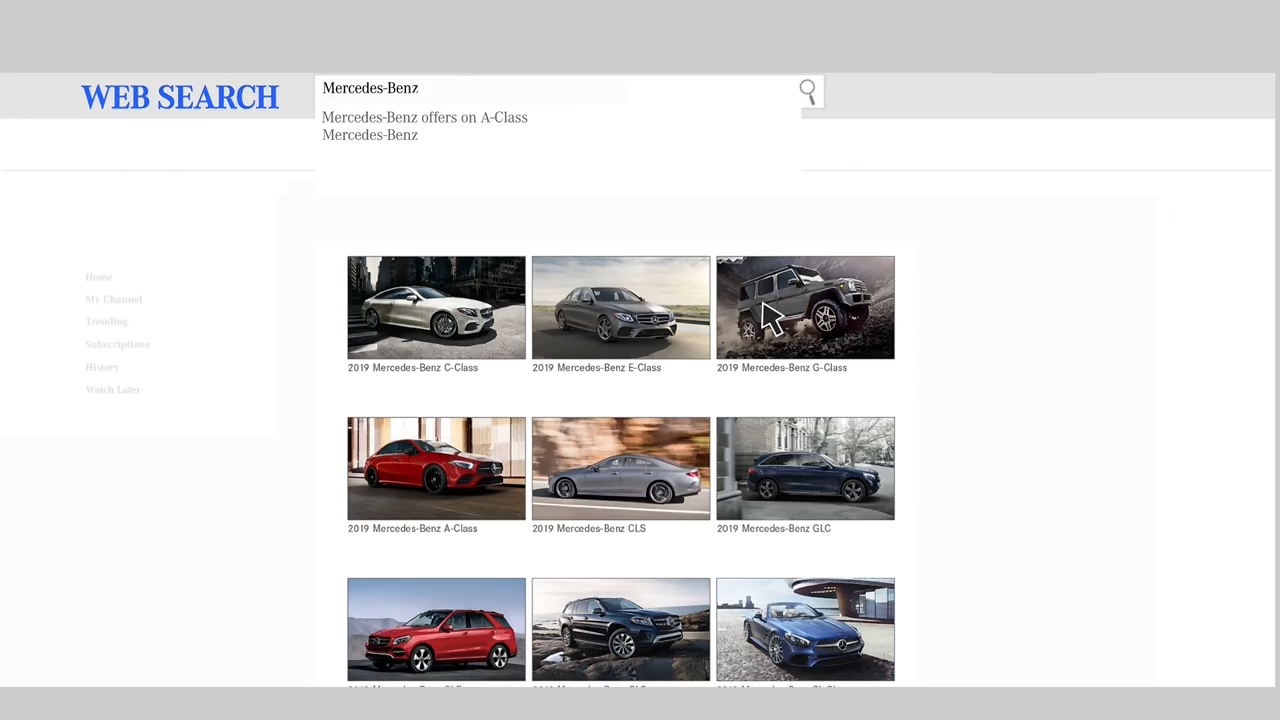 WEB SEARCH
Mercedes-Benz
Mercedes-Benz offers on A-Class
Mercedes-Benz
Home
My Channel
Trending
Subscriptions
History
Watch Later
2019 Mercedes-Benz C-Class
2019 Mercedes-Benz E-Class
2019 Mercedes-Benz G-Class
2019 Mercedes-Benz A-Class
2019 Mercedes-Benz CLS
2019 Mercedes-Benz GLC